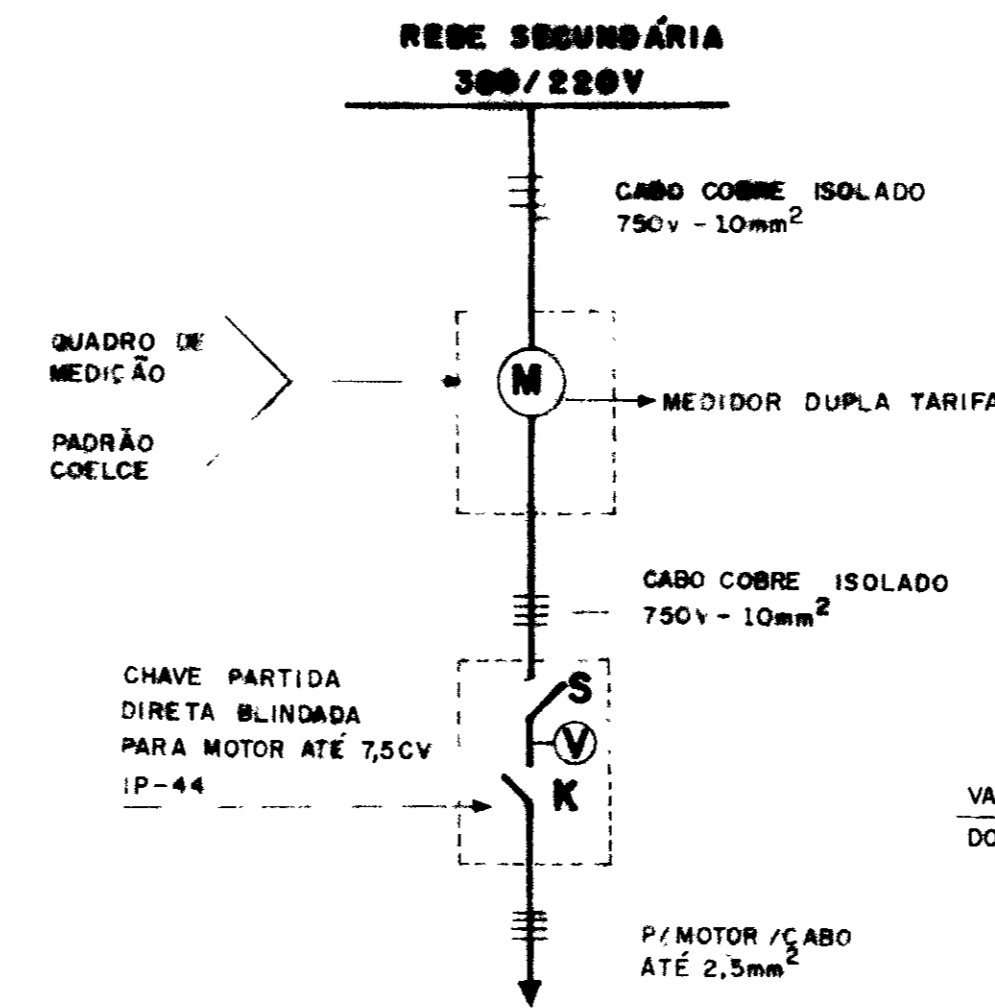 REDE SECUNDÁRIA
380/220V
CABO COBRE ISOLADO
750v - 10mm²
QUADRO DE
MEDIÇÃO
PADRÃO
COELCE
M
MEDIDOR DUPLA TARIFA
CABO COBRE ISOLADO
750v - 10mm²
CHAVE PARTIDA
DIRETA BLINDADA
PARA MOTOR ATÉ 7,5CV
IP-44
S
V
K
VA
DO
P/MOTOR /CABO
ATÉ 2,5mm²